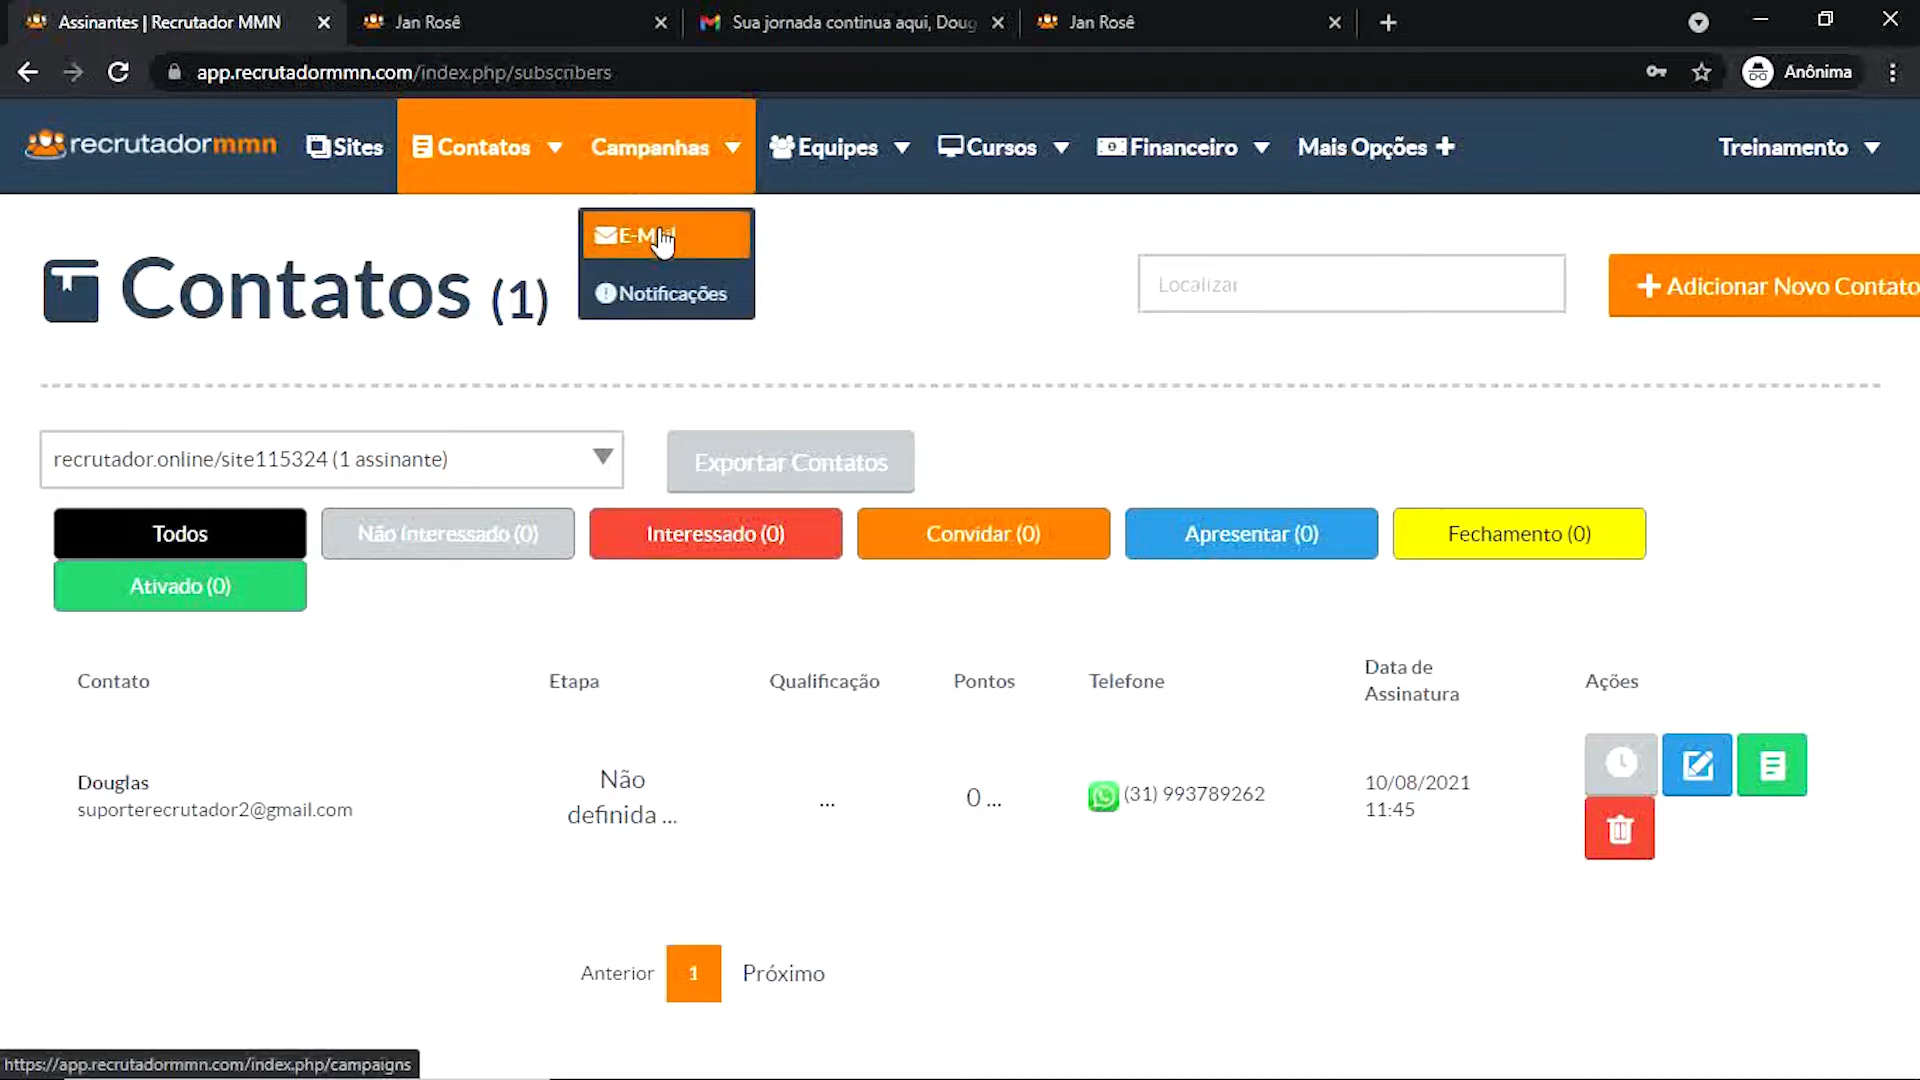 Assinantes | Recrutador MMN
Jan Rosê
Sua jornada continua aqui, Doug
Jan Rosê
app.recrutadormmn.com/index.php/subscribers
Anônima
recrutadormmn
Sites
Contatos
Campanhas
Equipes
Cursos
Financeiro
Mais Opções
Treinamento
E-Mail
Notificações
Contatos (1)
Localizar
Adicionar Novo Contato
recrutador.online/site115324 (1 assinante)
Exportar Contatos
Todos
Não Interessado (0)
Interessado (0)
Convidar (0)
Apresentar (0)
Fechamento (0)
Ativado (0)
Contato
Etapa
Qualificação
Pontos
Telefone
Data de
Assinatura
Ações
Douglas
suporterecrutador2@gmail.com
Não
definida ...
...
0 ...
(31) 993789262
10/08/2021
11:45
Anterior
1
Próximo
https://app.recrutadormmn.com/index.php/campaigns